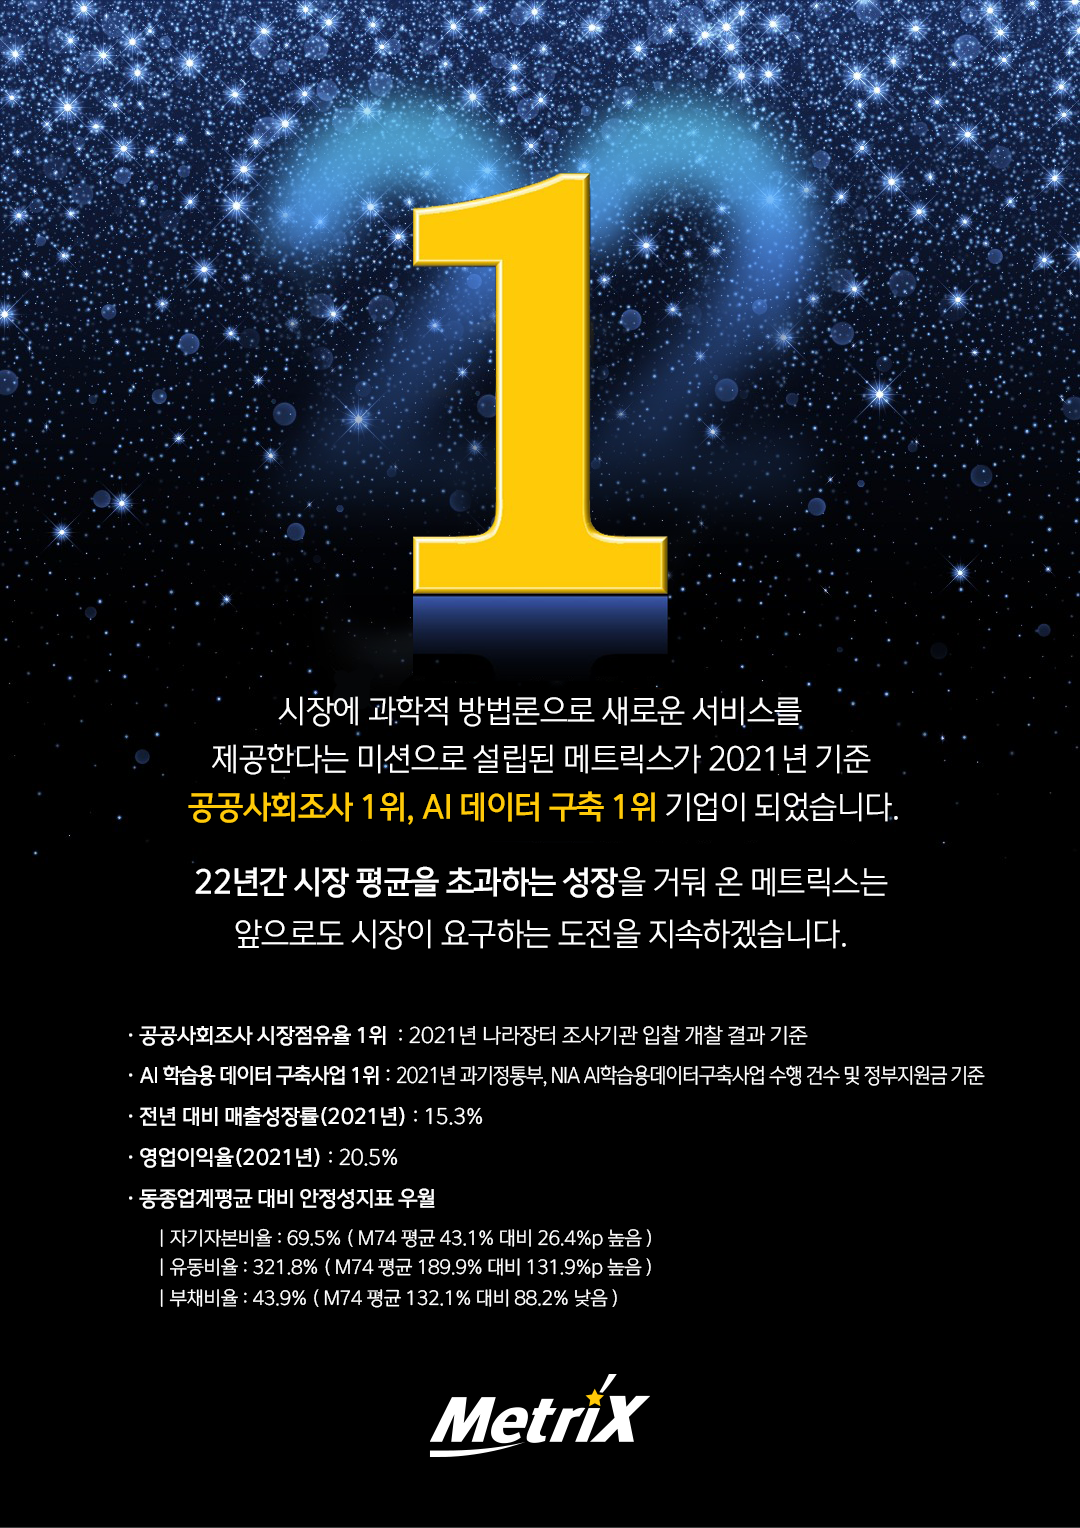 22
1
시장에 과학적 방법론으로 새로운 서비스를
제공한다는 미션으로 설립된 메트릭스가 2021년 기준
공공사회조사 1위, AI 데이터 구축 1위 기업이 되었습니다.
22년간 시장 평균을 초과하는 성장을 거둬 온 메트릭스는
앞으로도 시장이 요구하는 도전을 지속하겠습니다.
· 공공사회조사 시장점유율 1위 : 2021년 나라장터 조사기관 입찰 개찰 결과 기준
· AI 학습용 데이터 구축사업 1위 : 2021년 과기정통부, NIA AI학습용데이터구축사업 수행 건수 및 정부지원금 기준
· 전년 대비 매출성장률(2021년) : 15.3%
· 영업이익율(2021년) : 20.5%
· 동종업계평균 대비 안정성지표 우월
| 자기자본비율 : 69.5% ( M74 평균 43.1% 대비 26.4%p 높음 )
| 유동비율 : 321.8% ( M74 평균 189.9% 대비 131.9%p 높음 )
| 부채비율 : 43.9% ( M74 평균 132.1% 대비 88.2% 낮음 )
MetriX